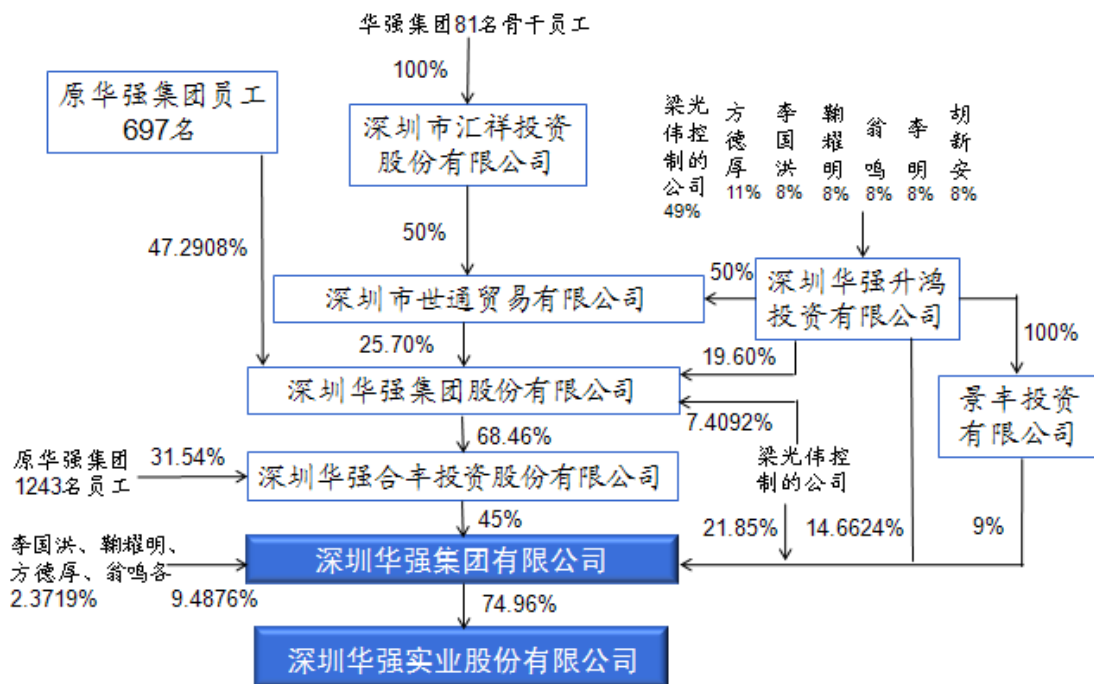 华强集团81名骨干员工
100%
原华强集团员工
697名
深圳市汇祥投资
股份有限公司
梁光
伟控
制的
公司
49%
方德厚
11%
李国洪
8%
鞠耀明
8%
翁鸣
8%
李明
8%
胡新安
8%
47.2908%
50%
50%
深圳市世通贸易有限公司
深圳华强升鸿
投资有限公司
25.70%
19.60%
100%
深圳华强集团股份有限公司
7.4092%
景丰投资
有限公司
68.46%
原华强集团
1243名员工
31.54%
深圳华强合丰投资股份有限公司
梁光伟控
制的公司
45%
21.85%
14.6624%
9%
李国洪、鞠耀明、
方德厚、翁鸣各
2.3719%
9.4876%
深圳华强集团有限公司
74.96%
深圳华强实业股份有限公司